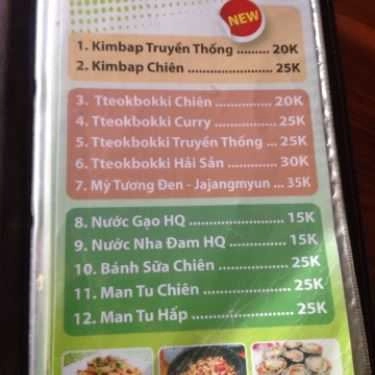 NEW
1. Kimbap Truyền Thống ......... 20K
2. Kimbap Chiên ....................... 25K
3. Tteokbokki Chiên ............... 20K
4. Tteokbokki Curry ................ 25K
5. Tteokbokki Truyền Thống ... 25K
6. Tteokbokki Hải Sản .............. 30K
7. Mỳ Tương Đen - Jajangmyun .. 35K
8. Nước Gạo HQ ........................ 15K
9. Nước Nha Đam HQ ............... 15K
10. Bánh Sữa Chiên .................. 25K
11. Man Tu Chiên ...................... 25K
12. Man Tu Hấp ......................... 25K